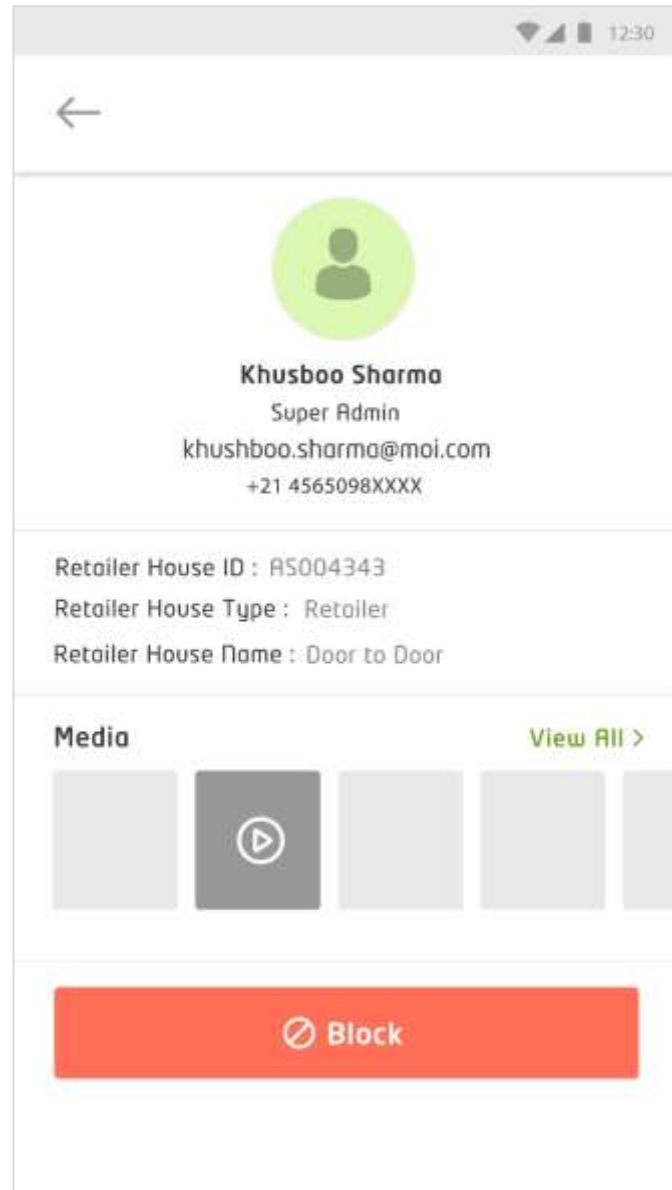 12:30
Khusboo Sharma
Super Admin
khushboo.sharma@moi.com
+21 4565098XXXX
Retailer House ID : AS004343
Retailer House Type : Retailer
Retailer House Name : Door to Door
Media
View All >
Block